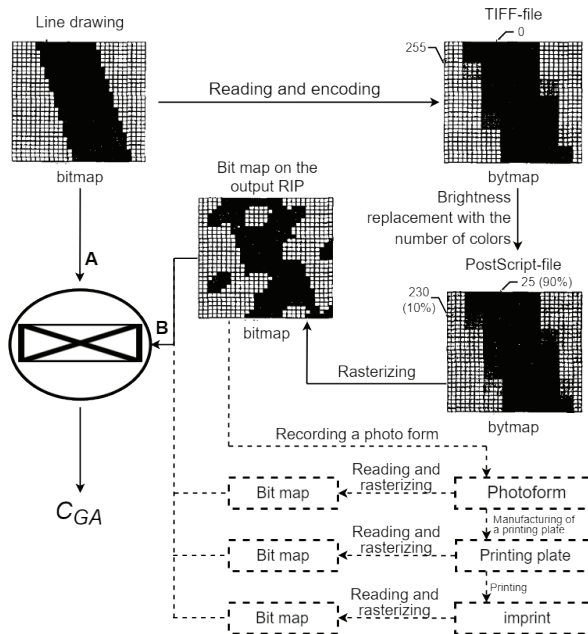 Line drawing
bitmap
Reading and encoding
TIFF-file
0
255
bytmap
Brightness
replacement with the
number of colors
PostScript-file
25 (90%)
230
(10%)
bytmap
Rasterizing
Bit map on the
output RIP
bitmap
A
B
C_GA
Recording a photo form
Bit map
Reading and
rasterizing
Photoform
Manufacturing of
a printing plate
Bit map
Reading and
rasterizing
Printing plate
Printing
Bit map
Reading and
rasterizing
imprint